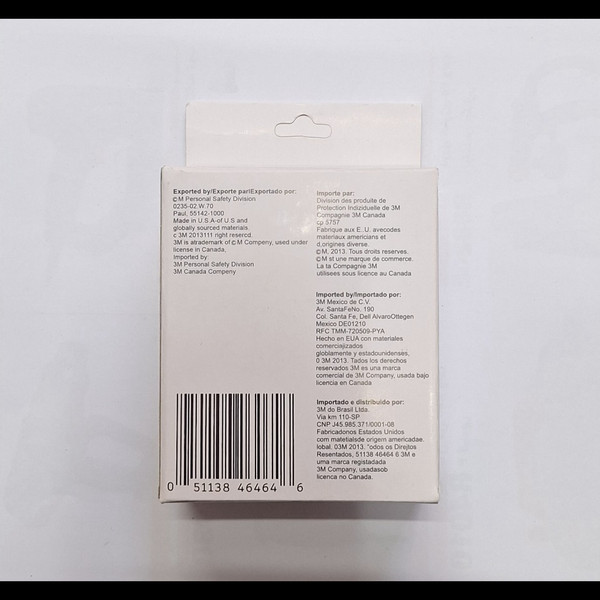 Exported by/Exporte par/Exportado por:
©M Personal Safety Division
0235-02.W.70
Paul, 55142-1000
Made in U.S.A-of U.S and
globally sourced materials.
c 3M 2013111 right resercd.
3M is atrademark of ©M Company, used under
license in Canada.
Imported by:
3M Personal Safety Division
3M Canada Compeny
Importe par:
Division des produite de
Protection Indiziduelle de 3M
Compagnie 3M Canada
cp 5757
Fabrique aux E.U. avecodes
materiaux americians et
d,origines diverse.
©M, 2013. Tous droits reserves.
©M st une marque de commerce.
La ta Compagnie 3M
utilisees sous licence au Canada
Imported by/Importado por:
3M Mexico de C.V.
Av. SantaFeNo. 190
Col. Santa Fe, Dell AlvaroOttegen
Mexico DE01210
RFC TMM-720509-PYA
Hecho en EUA con materiales
comerciajizados
globlamente y estadounidenses,
0 3M 2013. Tados los derechos
reservados 3M es una marca
comercial de 3M Company, usada bajo
licencia en Canada
Importado e distribuido por:
3M do Brasil Ltda.
Via km 110-SP
CNP J45.985.371/0001-08
Fabricadonos Estados Unidos
com matetialsde origem americadae.
lobal. 03M 2013. "odos os Direjtos
Resentados, 51138 46464 6 3M e
uma marca registadada
3M Company, usadasob
licenca no Canado.
0 51138 46464 6